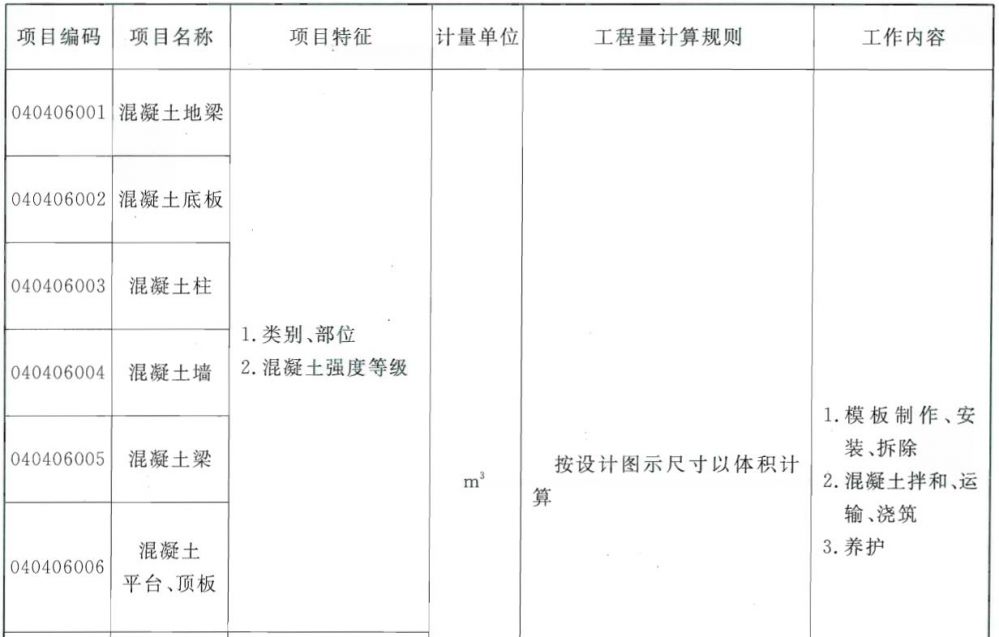 项目编码 项目名称 项目特征 计量单位 工程量计算规则 工作内容
040406001 混凝土地梁
040406002 混凝土底板
040406003 混凝土柱
040406004 混凝土墙
040406005 混凝土梁
040406006 混凝土
平台、顶板
1.类别、部位
2.混凝土强度等级
m³
按设计图示尺寸以体积计
算
1.模板制作、安
装、拆除
2.混凝土拌和、运
输、浇筑
3.养护